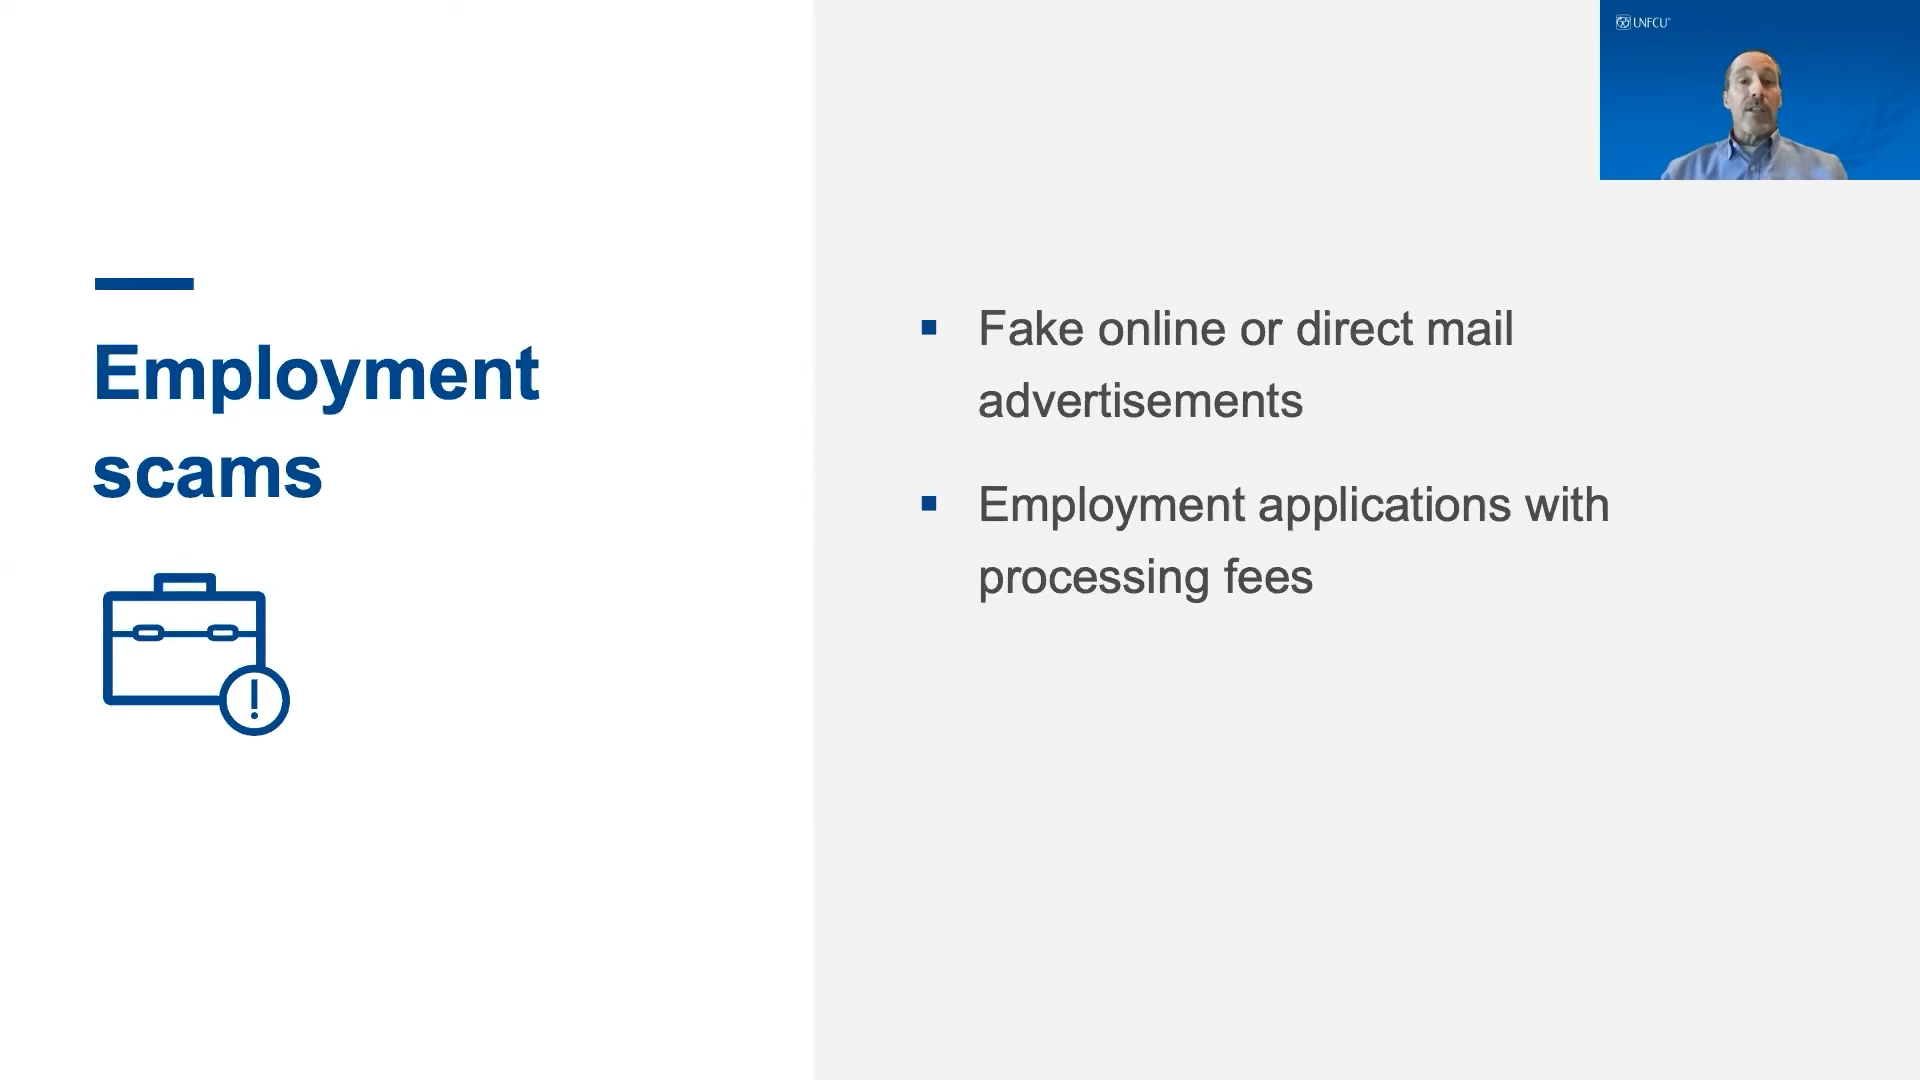 UNFCU
Employment
scams
!
▪ Fake online or direct mail
advertisements
▪ Employment applications with
processing fees